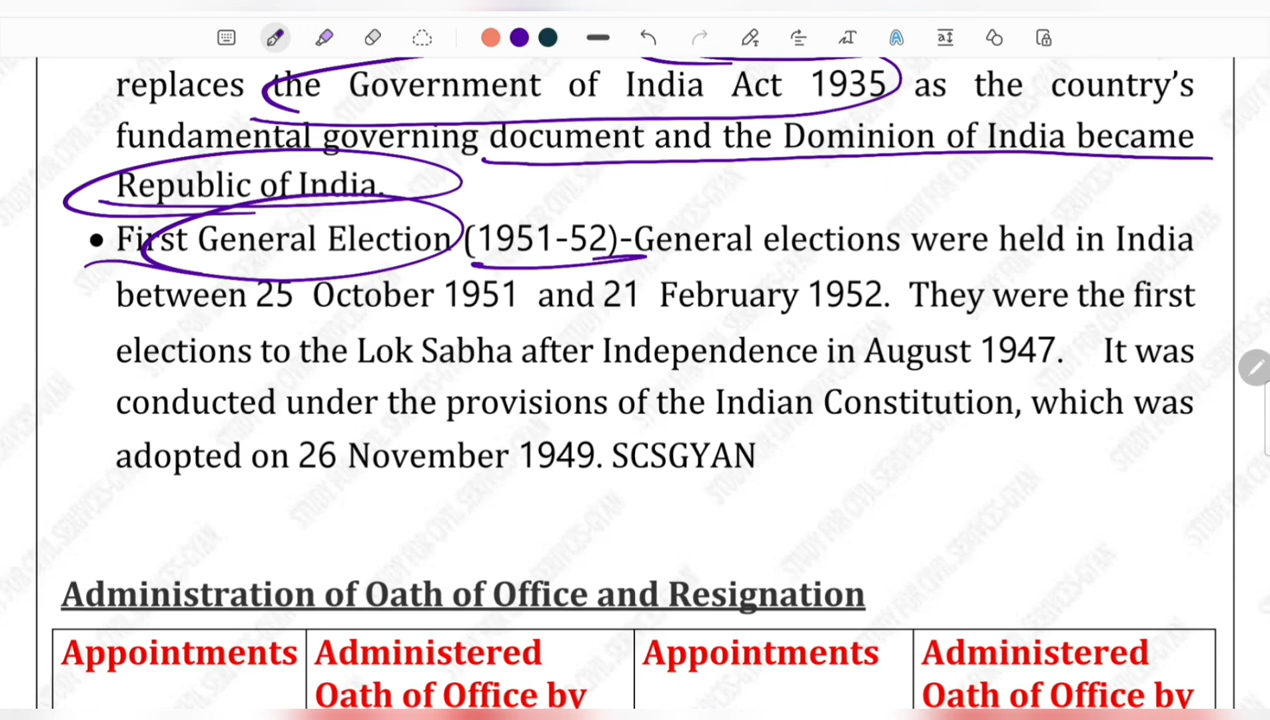 replaces the Government of India Act 1935 as the country's
fundamental governing document and the Dominion of India became
Republic of India.
• First General Election (1951-52)-General elections were held in India
between 25 October 1951 and 21 February 1952. They were the first
elections to the Lok Sabha after Independence in August 1947. It was
conducted under the provisions of the Indian Constitution, which was
adopted on 26 November 1949. SCSGYAN
Administration of Oath of Office and Resignation
Appointments Administered Oath of Office by Appointments Administered Oath of Office by